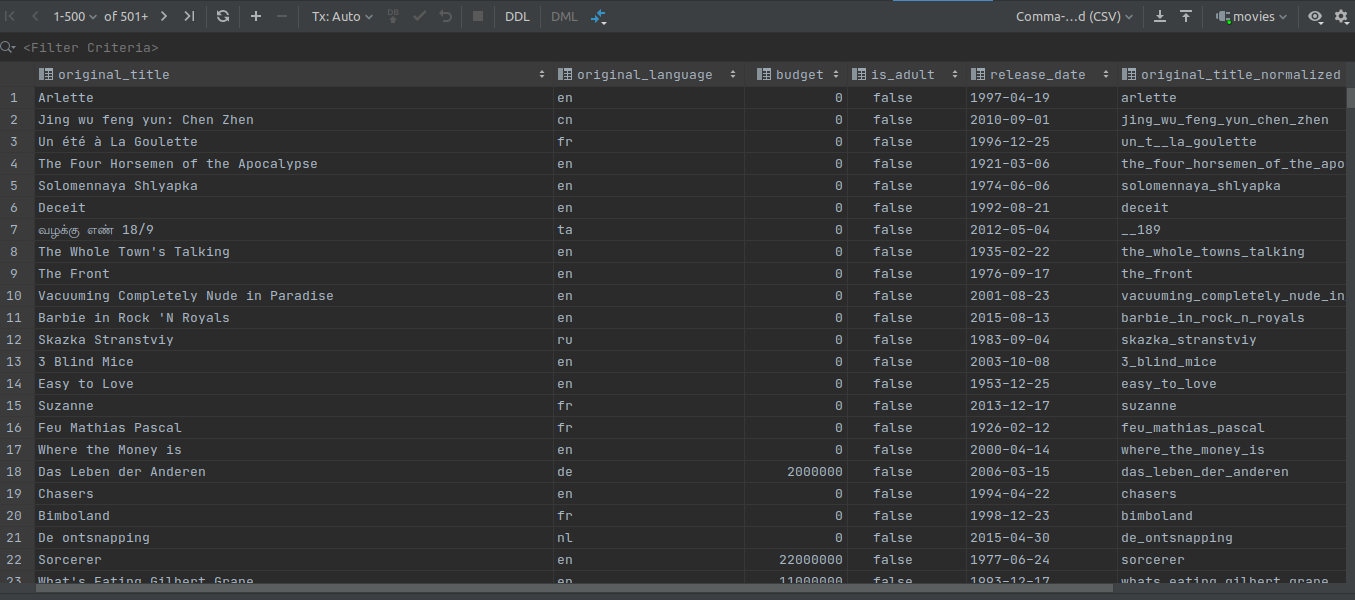 1-500 of 501+ Tx: Auto DB DDL DML Comma-...d (CSV) movies
<Filter Criteria>
original_title original_language budget is_adult release_date original_title_normalized
1 Arlette en 0 false 1997-04-19 arlette
2 Jing wu feng yun: Chen Zhen cn 0 false 2010-09-01 jing_wu_feng_yun_chen_zhen
3 Un été à La Goulette fr 0 false 1996-12-25 un_t__la_goulette
4 The Four Horsemen of the Apocalypse en 0 false 1921-03-06 the_four_horsemen_of_the_apo
5 Solomennaya Shlyapka en 0 false 1974-06-06 solomennaya_shlyapka
6 Deceit en 0 false 1992-08-21 deceit
7 வழக்கு எண் 18/9 ta 0 false 2012-05-04 __189
8 The Whole Town's Talking en 0 false 1935-02-22 the_whole_towns_talking
9 The Front en 0 false 1976-09-17 the_front
10 Vacuuming Completely Nude in Paradise en 0 false 2001-08-23 vacuuming_completely_nude_in
11 Barbie in Rock 'N Royals en 0 false 2015-08-13 barbie_in_rock_n_royals
12 Skazka Stranstviy ru 0 false 1983-09-04 skazka_stranstviy
13 3 Blind Mice en 0 false 2003-10-08 3_blind_mice
14 Easy to Love en 0 false 1953-12-25 easy_to_love
15 Suzanne fr 0 false 2013-12-17 suzanne
16 Feu Mathias Pascal fr 0 false 1926-02-12 feu_mathias_pascal
17 Where the Money is en 0 false 2000-04-14 where_the_money_is
18 Das Leben der Anderen de 2000000 false 2006-03-15 das_leben_der_anderen
19 Chasers en 0 false 1994-04-22 chasers
20 Bimboland fr 0 false 1998-12-23 bimboland
21 De ontsnapping nl 0 false 2015-04-30 de_ontsnapping
22 Sorcerer en 22000000 false 1977-06-24 sorcerer
23 What's Eating Gilbert Grape en 11000000 false 1993-12-17 whats_eating_gilbert_grape